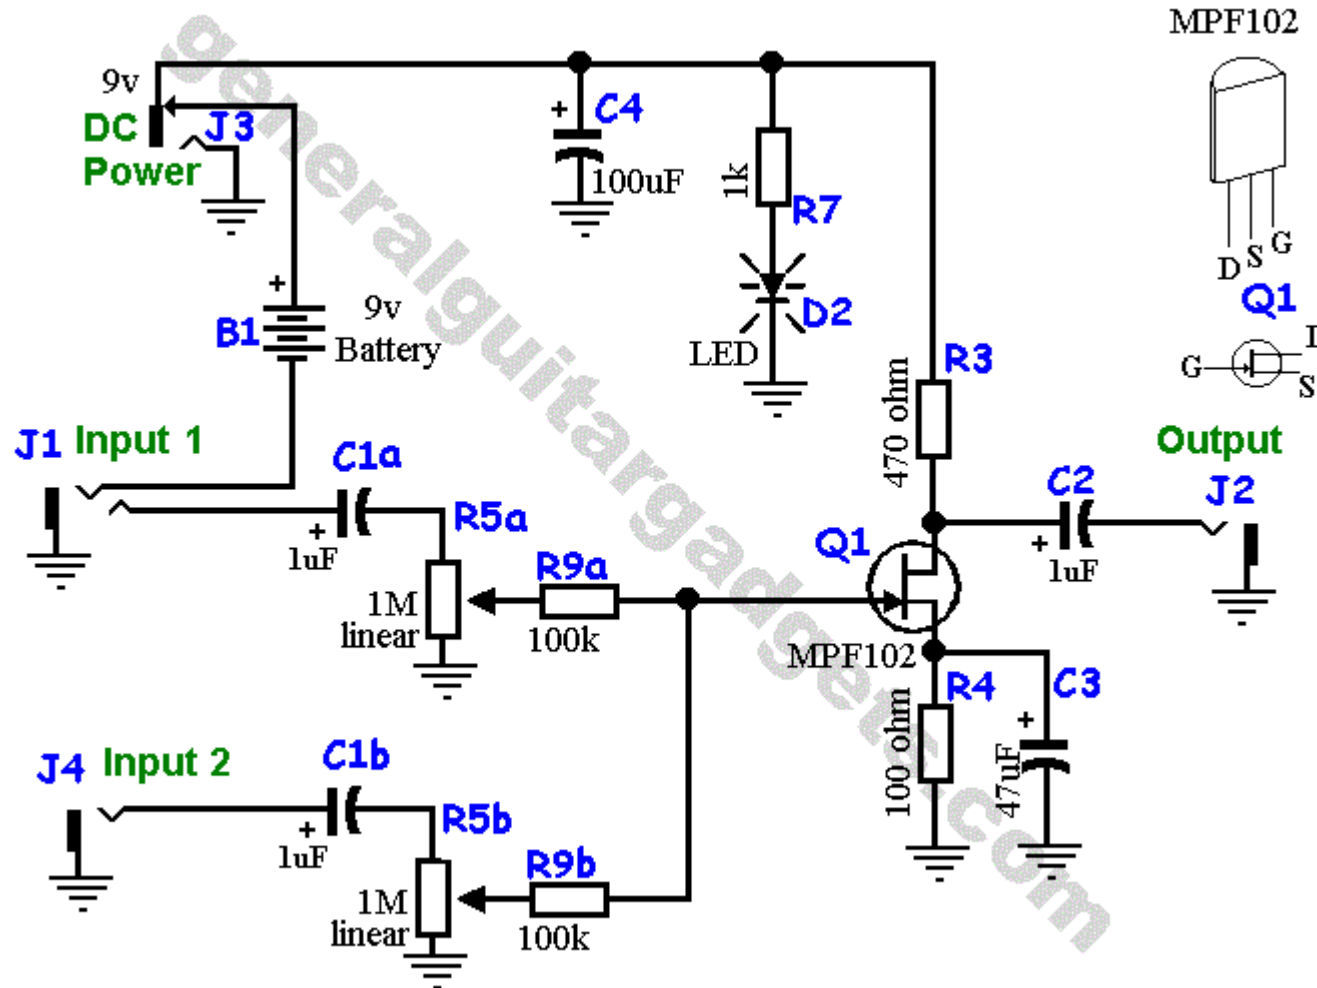 MPF102
9v
DC
Power
J3
C4
100uF
1k
R7
D2
LED
D S G
Q1
G
S
B1
9v
Battery
R3
470 ohm
J1 Input 1
C1a
1uF
R5a
1M
linear
R9a
100k
Q1
MPF102
Output
C2
1uF
J2
R4
100 ohm
C3
47uF
J4 Input 2
C1b
1uF
R5b
1M
linear
R9b
100k
generalguitargadgets.com